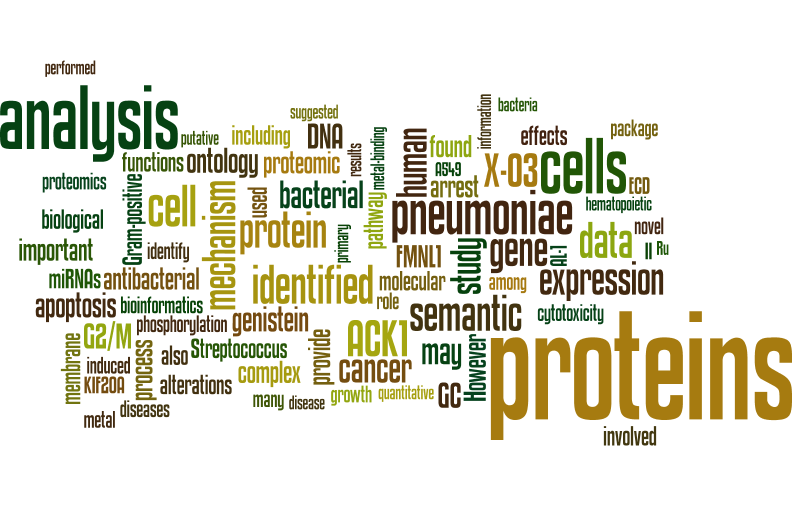 performed
analysis
putative
suggested
including
DNA
results
metal-binding
human
found
information
bacteria
effects
package
functions
ontology
proteomic
A549
arrest
X-03
cells
ECD
hematopoietic
proteomics
Gram-positive
cell
mechanism
used
bacterial
pathway
pneumoniae
novel
biological
protein
primary
important
identify
FMNL1
study
gene
AL-1
data
II
Ru
miRNAs
antibacterial
identified
molecular
among
expression
role
apoptosis
bioinformatics
semantic
cytotoxicity
phosphorylation
genistein
G2/M
membrane
process
also
Streptococcus
provide
ACK1
may
However
proteins
induced
KIF20A
alterations
complex
cancer
many
disease
growth
quantitative
GC
metal
diseases
involved